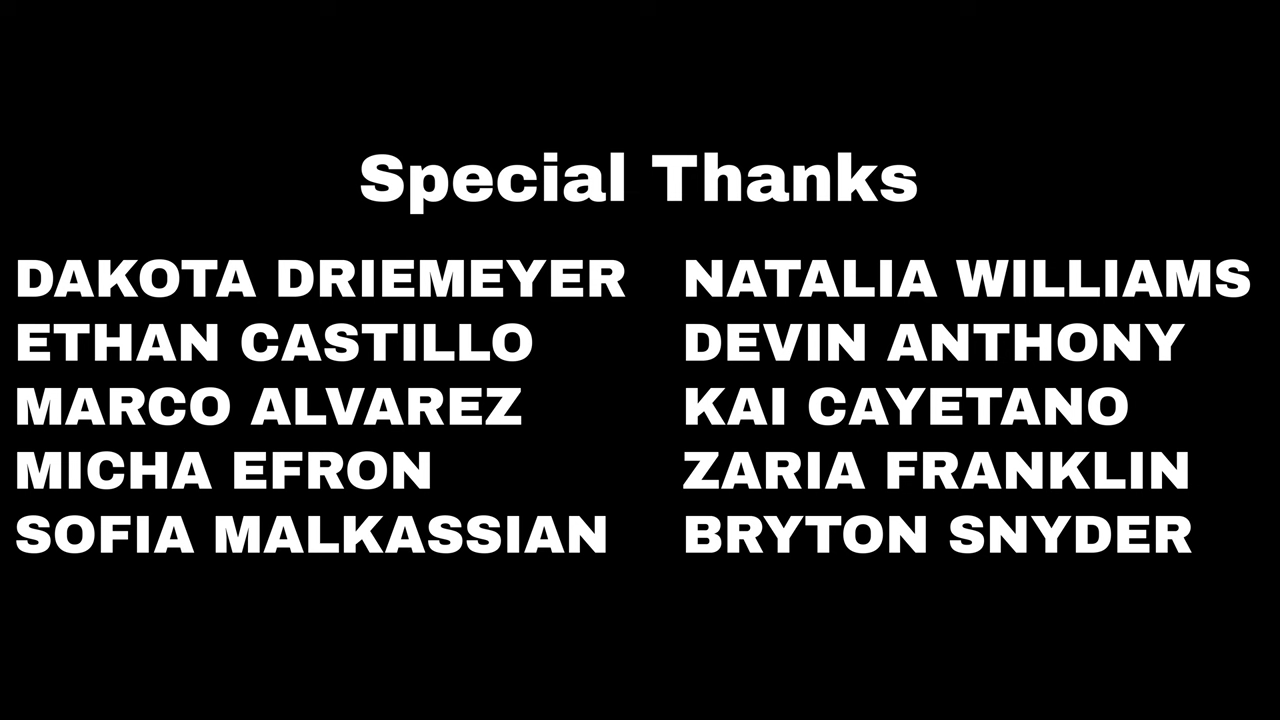 Special Thanks
DAKOTA DRIEMEYER
ETHAN CASTILLO
MARCO ALVAREZ
MICHA EFRON
SOFIA MALKASSIAN
NATALIA WILLIAMS
DEVIN ANTHONY
KAI CAYETANO
ZARIA FRANKLIN
BRYTON SNYDER